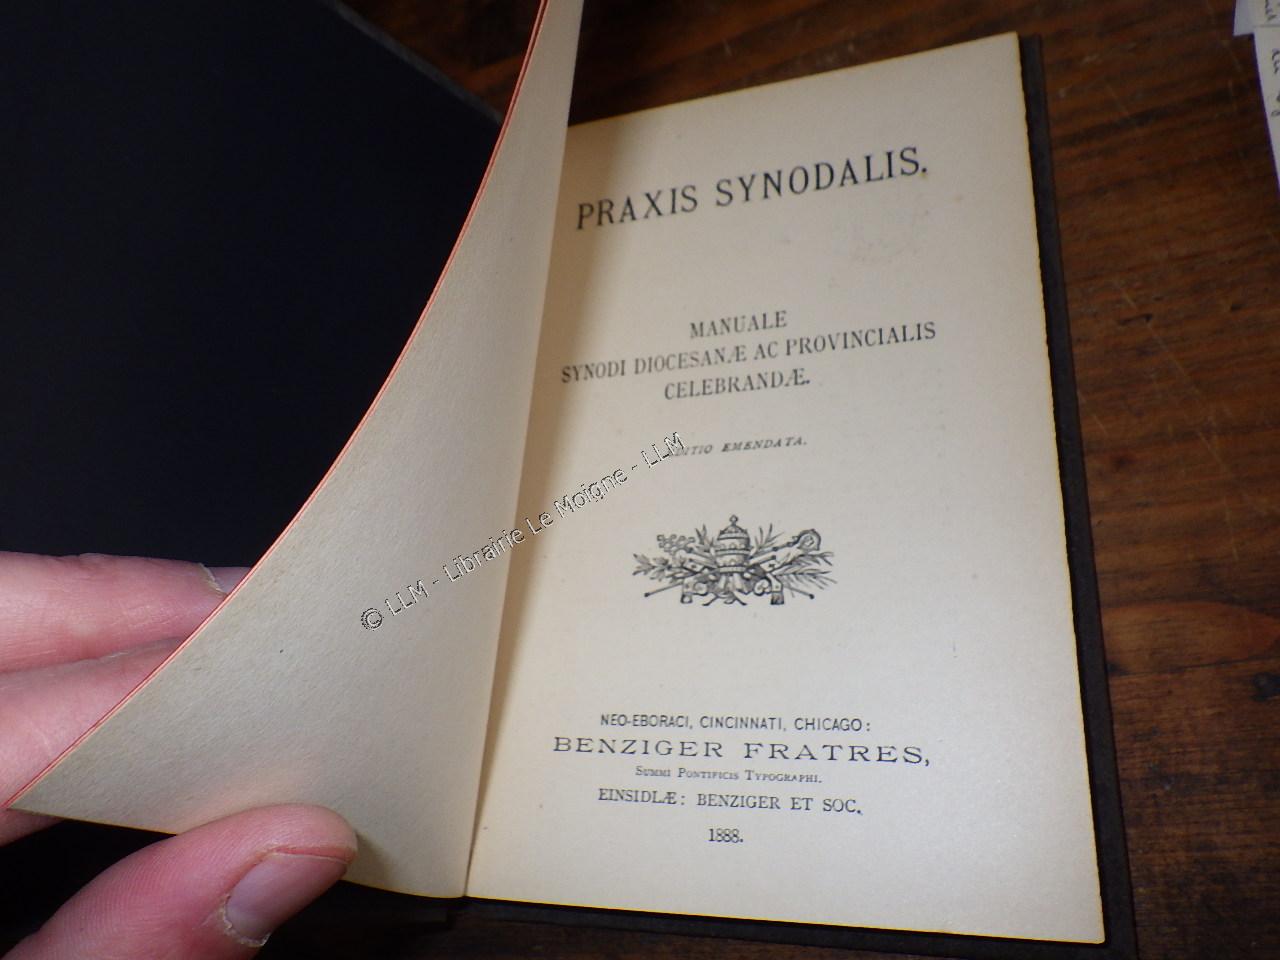 PRAXIS SYNODALIS.
MANUALE
SYNODI DIOCESANÆ AC PROVINCIALIS
CELEBRANDÆ.
EDITIO EMENDATA.
© LLM - Librairie Le Moigne - LLM
NEO-EBORACI, CINCINNATI, CHICAGO:
BENZIGER FRATRES,
SUMMI PONTIFICIS TYPOGRAPHI.
EINSIDLÆ: BENZIGER ET SOC.
1888.